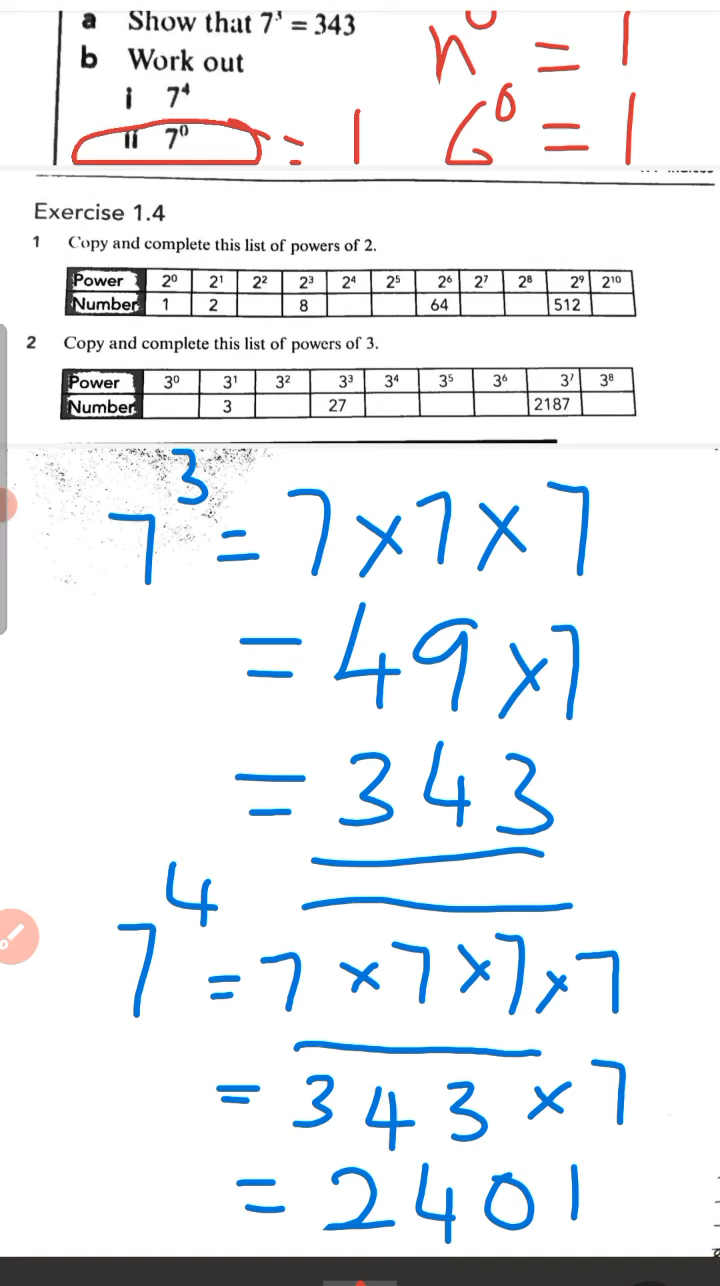 a Show that 7³ = 343
n⁰ = 1
b Work out
i 7⁴
ii 7⁰ = 1
6⁰ = 1
Exercise 1.4
1 Copy and complete this list of powers of 2.
Power 2⁰ 2¹ 2² 2³ 2⁴ 2⁵ 2⁶ 2⁷ 2⁸ 2⁹ 2¹⁰
Number 1 2 8 64 512
2 Copy and complete this list of powers of 3.
Power 3⁰ 3¹ 3² 3³ 3⁴ 3⁵ 3⁶ 3⁷ 3⁸
Number 3 27 2187
7³ = 7 × 7 × 7
= 49 × 7
= 343
7⁴ = 7 × 7 × 7 × 7
= 343 × 7
= 2401